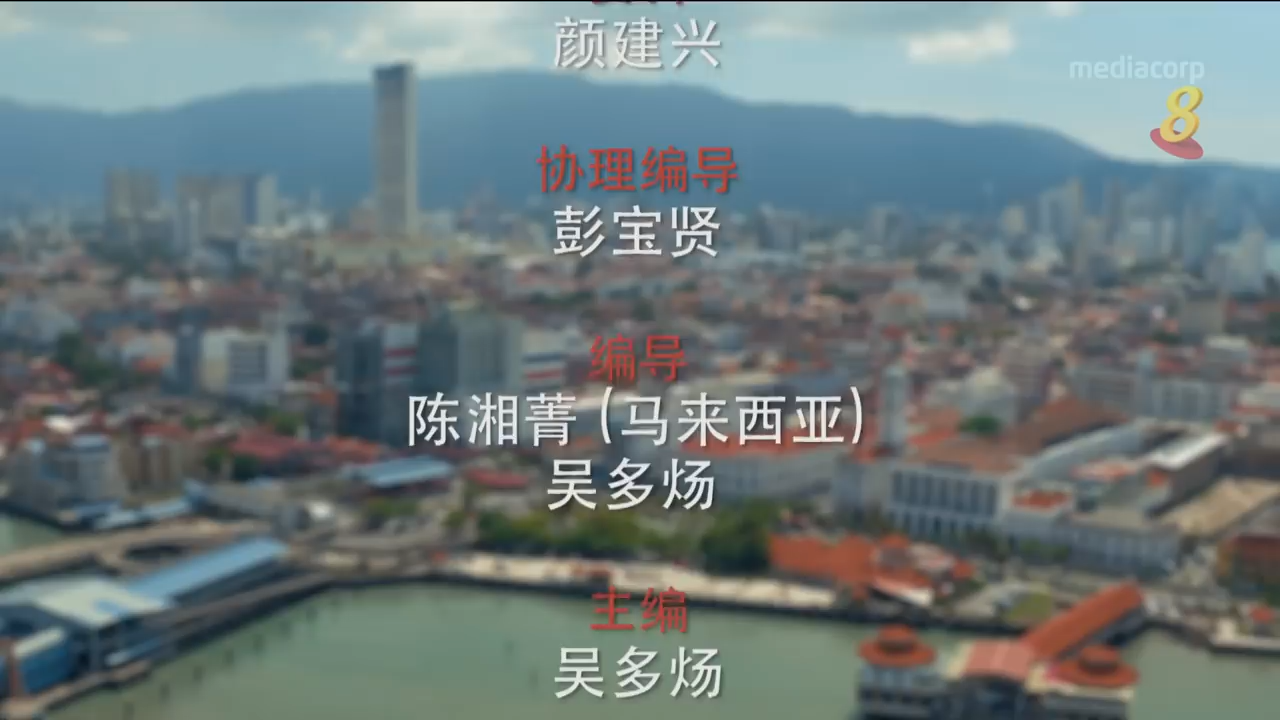 颜建兴
mediacorp
8
协理编导
彭宝贤
编导
陈湘菁 (马来西亚)
吴多炀
主编
吴多炀